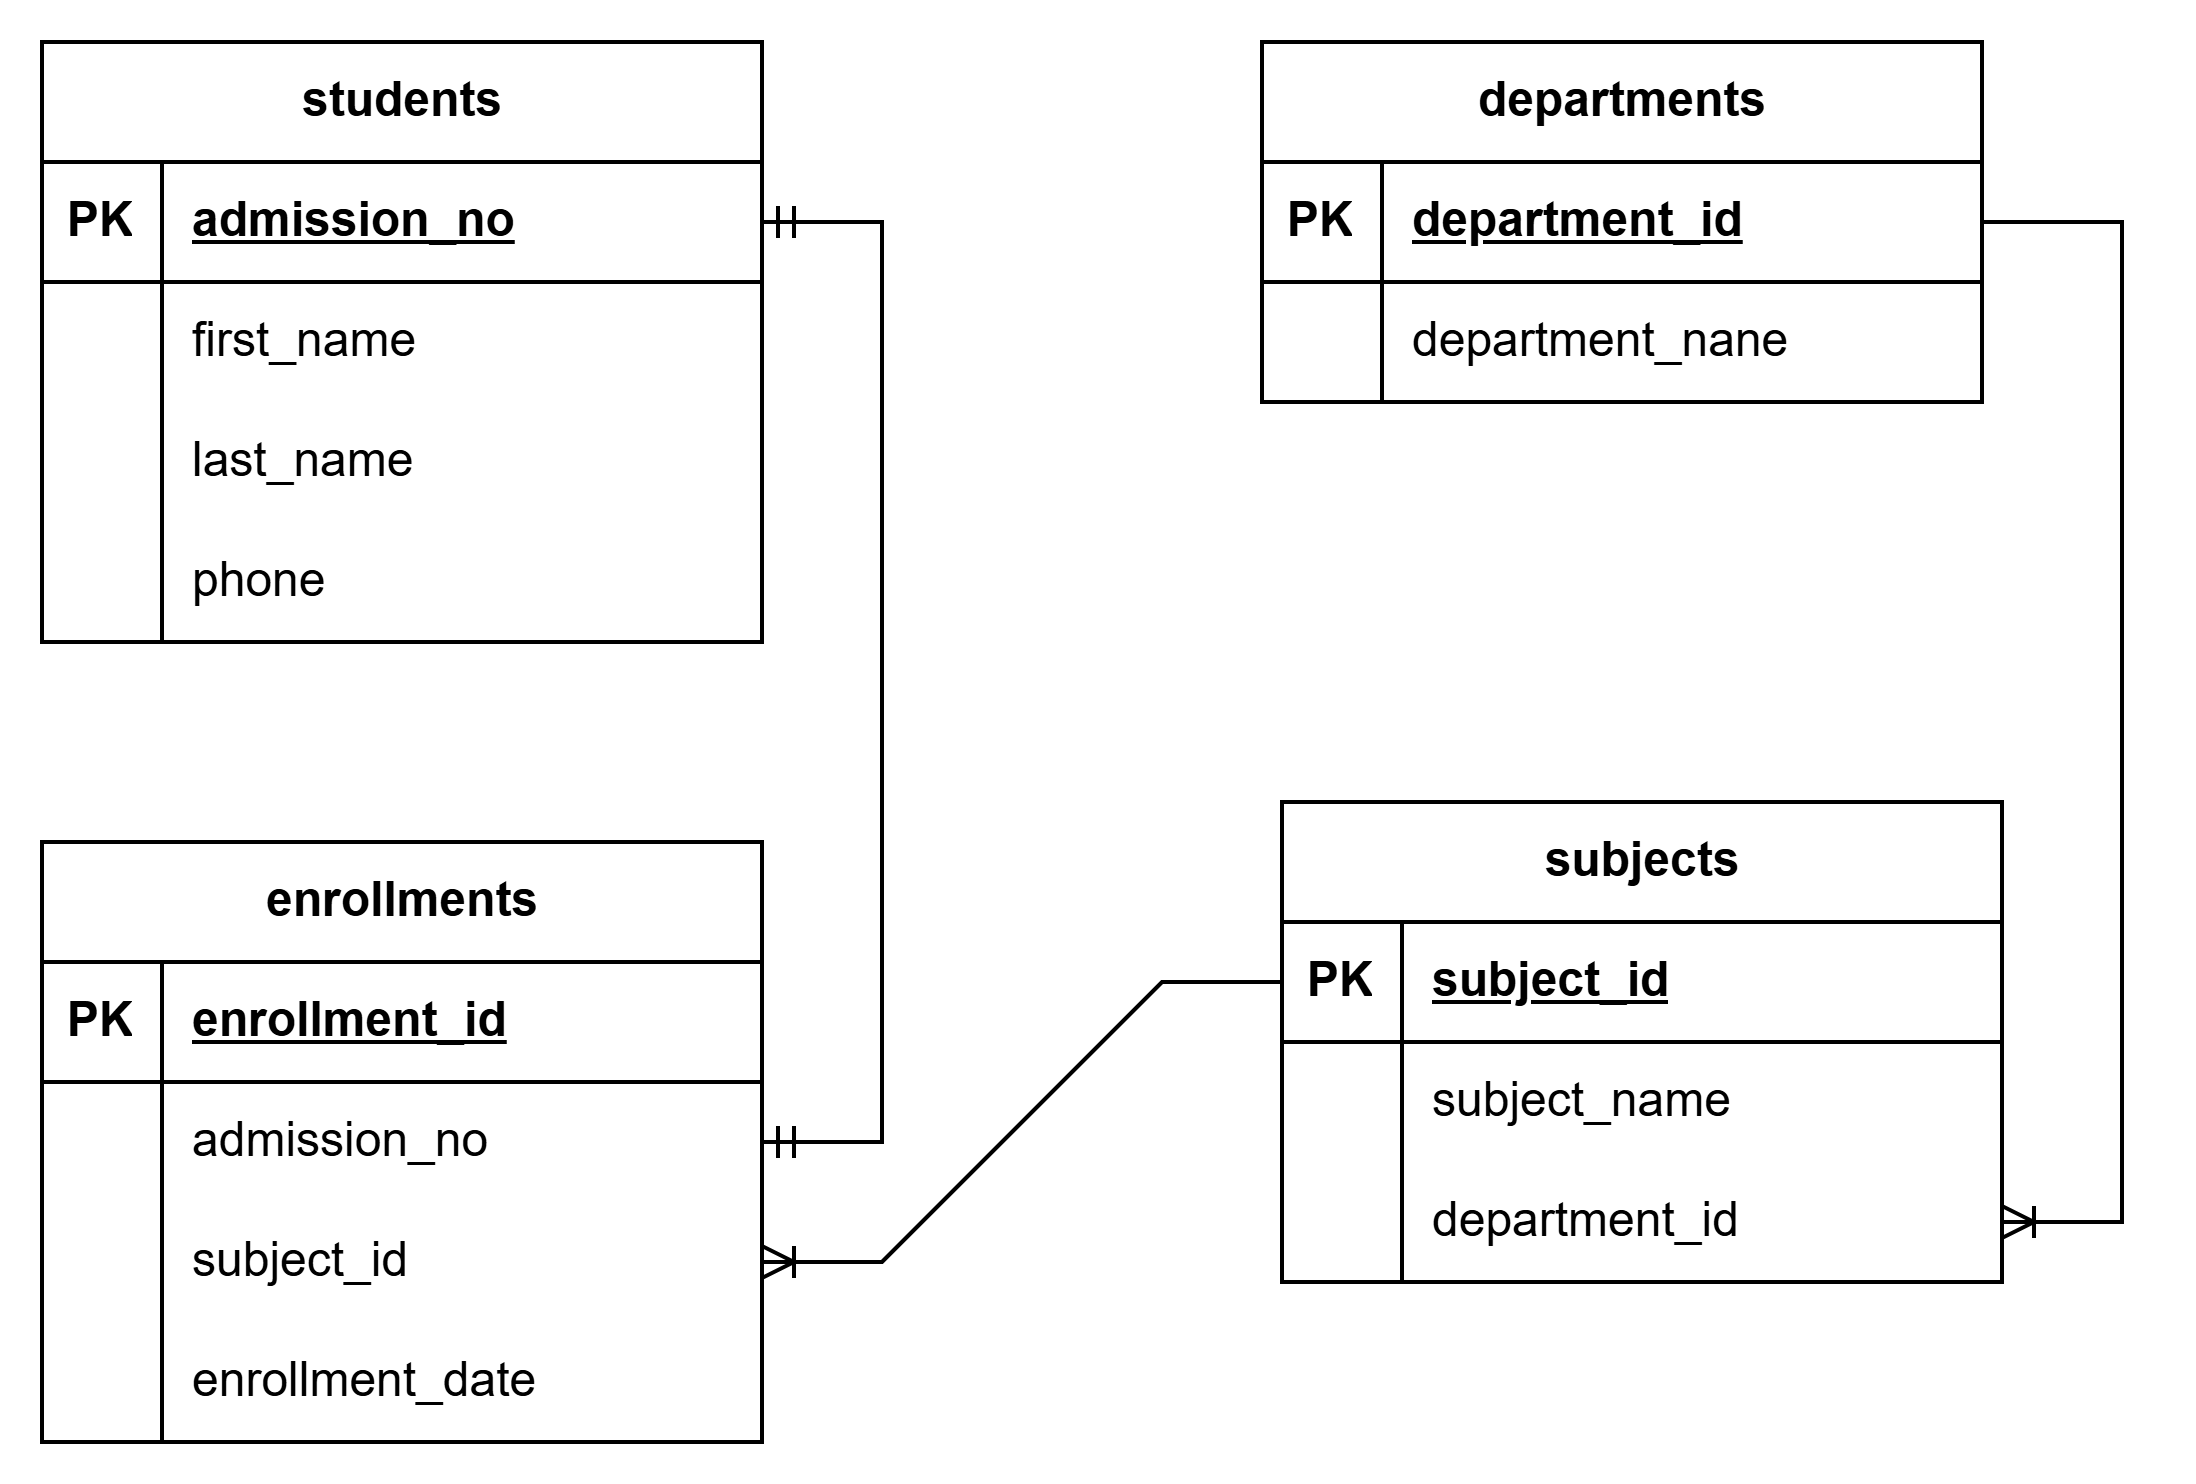 students
PK admission_no
first_name
last_name
phone
departments
PK department_id
department_nane
enrollments
PK enrollment_id
admission_no
subject_id
enrollment_date
subjects
PK subject_id
subject_name
department_id